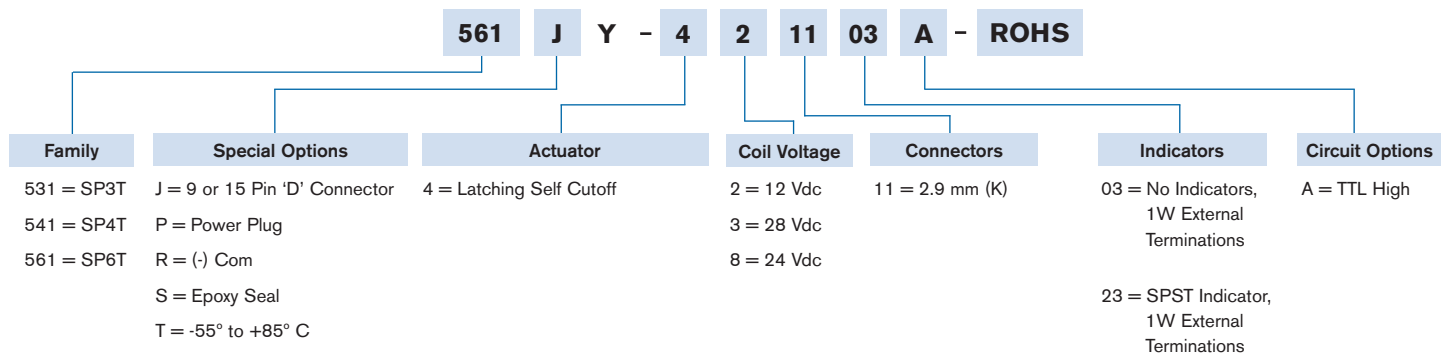 561 J Y - 4 2 11 03 A - ROHS
Family
531 = SP3T
541 = SP4T
561 = SP6T
Special Options
J = 9 or 15 Pin ‘D’ Connector
P = Power Plug
R = (-) Com
S = Epoxy Seal
T = -55° to +85° C
Actuator
4 = Latching Self Cutoff
Coil Voltage
2 = 12 Vdc
3 = 28 Vdc
8 = 24 Vdc
Connectors
11 = 2.9 mm (K)
Indicators
03 = No Indicators,
1W External
Terminations
23 = SPST Indicator,
1W External
Terminations
Circuit Options
A = TTL High